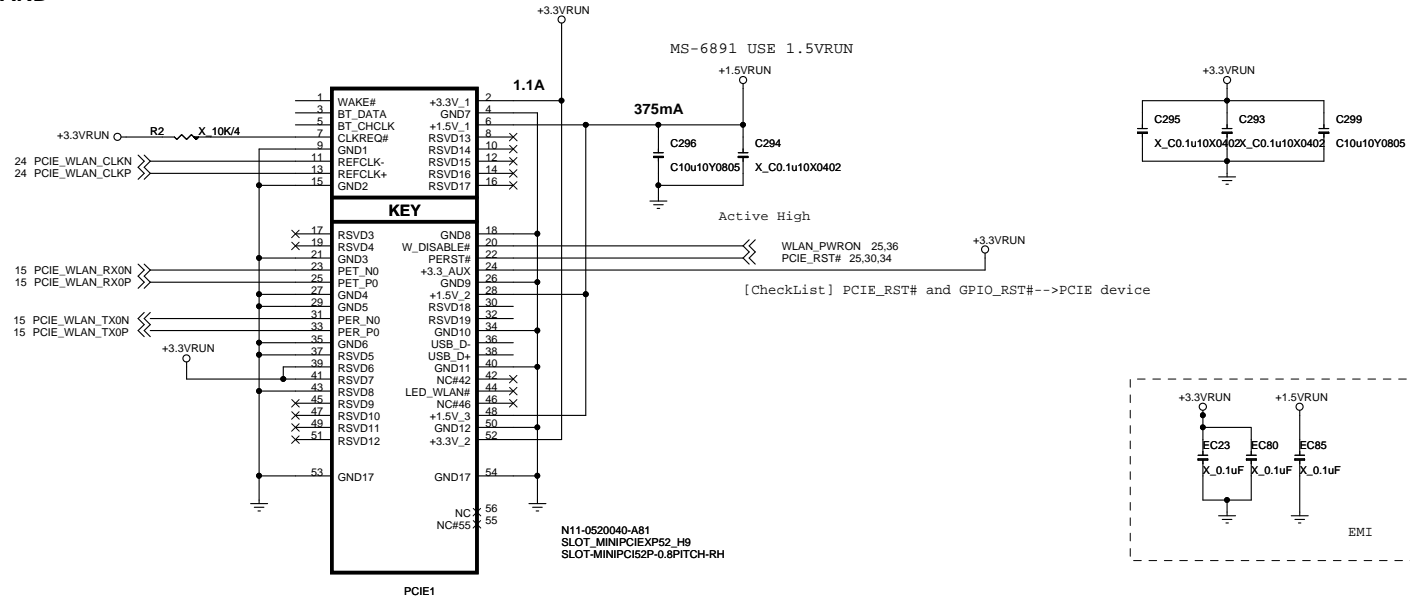 +3.3VRUN
MS-6891 USE 1.5VRUN
+1.5VRUN
+3.3VRUN
1.1A
375mA
1 WAKE# +3.3V_1 2
3 BT_DATA GND7 4
5 BT_CHCLK +1.5V_1 6
+3.3VRUN R2 X_10K/4 7 CLKREQ# RSVD13 8
9 GND1 RSVD14 10
24 PCIE_WLAN_CLKN 11 REFCLK- RSVD15 12
24 PCIE_WLAN_CLKP 13 REFCLK+ RSVD16 14
15 GND2 RSVD17 16
C296
C10u10Y0805
C294
X_C0.1u10X0402
C295
X_C0.1u10X0402
C293
X_C0.1u10X0402
C299
C10u10Y0805
KEY
Active High
17 RSVD3 GND8 18
19 RSVD4 W_DISABLE# 20 WLAN_PWRON 25,36
21 GND3 PERST# 22 PCIE_RST# 25,30,34
+3.3VRUN
15 PCIE_WLAN_RX0N 23 PET_N0 +3.3_AUX 24
15 PCIE_WLAN_RX0P 25 PET_P0 GND9 26
27 GND4 +1.5V_2 28
[CheckList] PCIE_RST# and GPIO_RST#-->PCIE device
29 GND5 RSVD18 30
15 PCIE_WLAN_TX0N 31 PER_N0 RSVD19 32
15 PCIE_WLAN_TX0P 33 PER_P0 GND10 34
35 GND6 USB_D- 36
+3.3VRUN
37 RSVD5 USB_D+ 38
39 RSVD6 GND11 40
41 RSVD7 NC#42 42
43 RSVD8 LED_WLAN# 44
45 RSVD9 NC#46 46
47 RSVD10 +1.5V_3 48
49 RSVD11 GND12 50
51 RSVD12 +3.3V_2 52
53 GND17 GND17 54
NC 56
NC#55 55
N11-0520040-A81
SLOT_MINIPCIEXP52_H9
SLOT-MINIPCI52P-0.8PITCH-RH
PCIE1
+3.3VRUN
+1.5VRUN
EC23
X_0.1uF
EC80
X_0.1uF
EC85
X_0.1uF
EMI